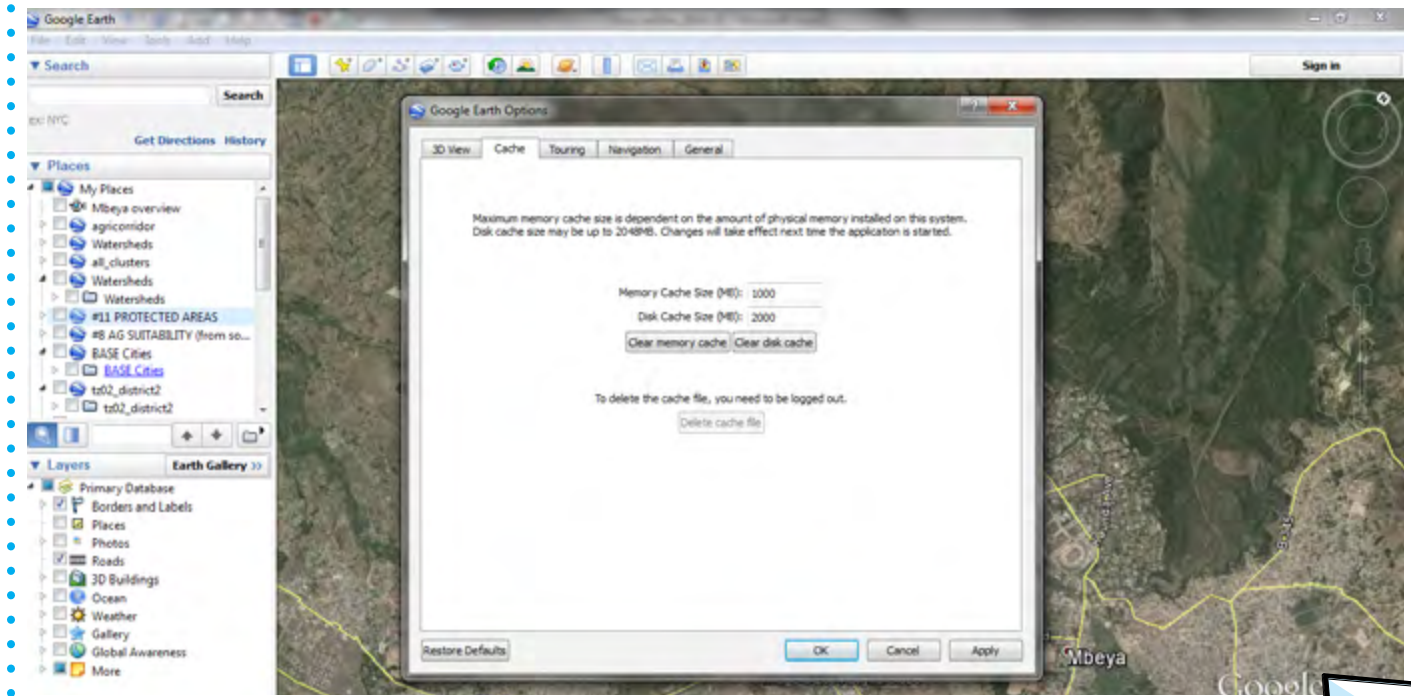 Google Earth
File Edit View Tools Add Help
▼ Search
Sign in
Search
ex: NYC
Get Directions History
▼ Places
My Places
Mbeya overview
agricorridor
Watersheds
all_clusters
Watersheds
Watersheds
#11 PROTECTED AREAS
#8 AG SUITABILITY (from so...
BASE Cities
BASE Cities
tz02_district2
tz02_district2
▼ Layers
Earth Gallery >>
Primary Database
Borders and Labels
Places
Photos
Roads
3D Buildings
Ocean
Weather
Gallery
Global Awareness
More
Google Earth Options
3D View Cache Touring Navigation General
Maximum memory cache size is dependent on the amount of physical memory installed on this system.
Disk cache size may be up to 2048MB. Changes will take effect next time the application is started.
Memory Cache Size (MB): 1000
Disk Cache Size (MB): 2000
Clear memory cache Clear disk cache
To delete the cache file, you need to be logged out.
Delete cache file
Restore Defaults OK Cancel Apply
Mbeya
Google